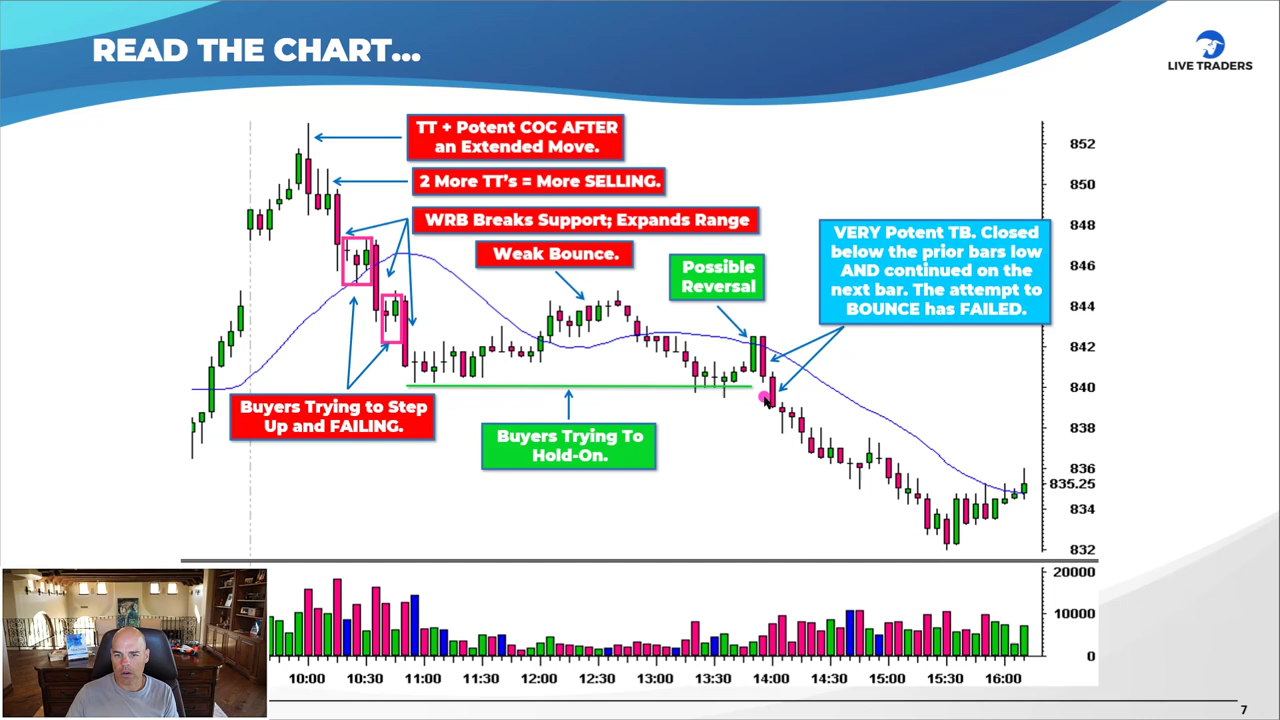 READ THE CHART...
LIVE TRADERS
TT + Potent COC AFTER
an Extended Move.
2 More TT's = More SELLING.
WRB Breaks Support; Expands Range
Weak Bounce.
Possible
Reversal
VERY Potent TB. Closed
below the prior bars low
AND continued on the
next bar. The attempt to
BOUNCE has FAILED.
Buyers Trying to Step
Up and FAILING.
Buyers Trying To
Hold-On.
852
850
848
846
844
842
840
838
836
835.25
834
832
20000
10000
0
10:00 10:30 11:00 11:30 12:00 12:30 13:00 13:30 14:00 14:30 15:00 15:30 16:00
7